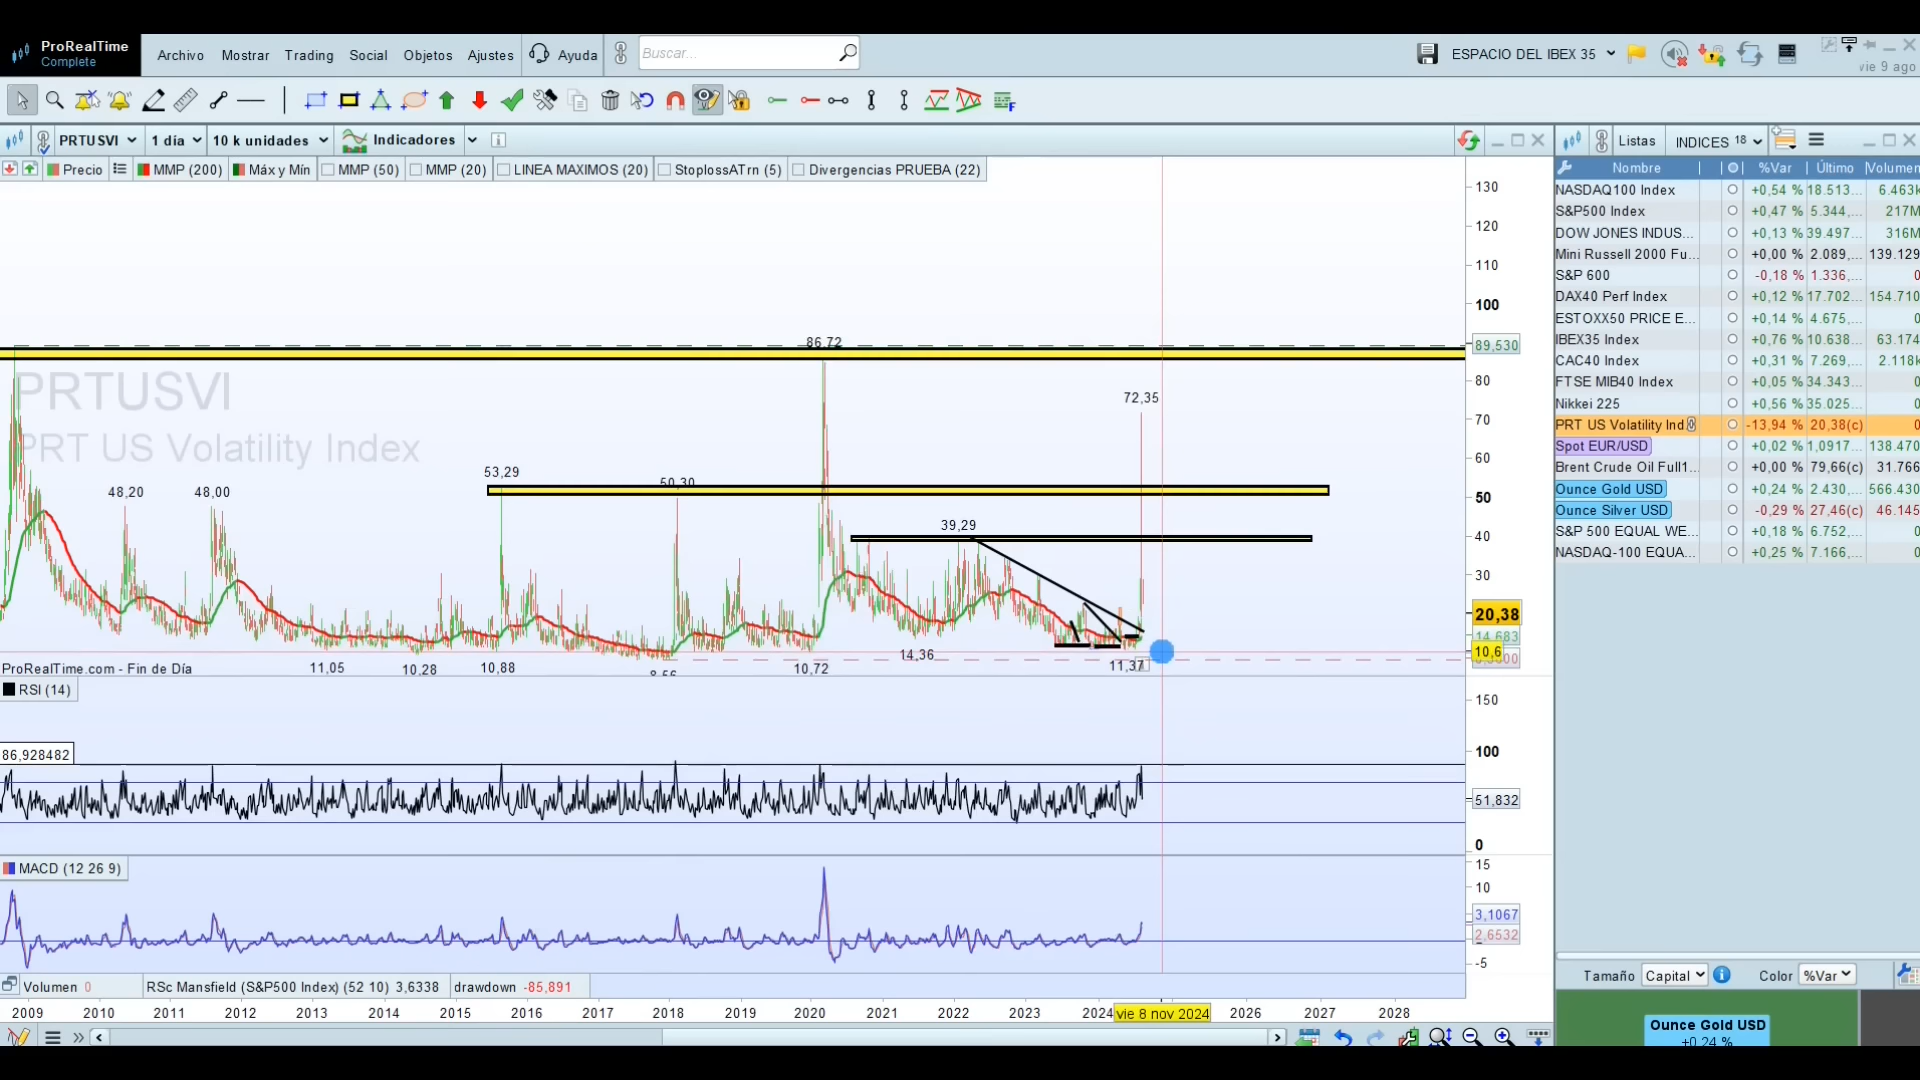 ProRealTime
Complete
Archivo Mostrar Trading Social Objetos Ajustes Ayuda Buscar... ESPACIO DEL IBEX 35
vie 9 ago
PRTUSVI 1 día 10 k unidades Indicadores
Listas INDICES 18
Precio MMP (200) Máx y Mín MMP (50) MMP (20) LINEA MAXIMOS (20) StoplossATrn (5) Divergencias PRUEBA (22)
Nombre %Var Último Volumen
NASDAQ100 Index +0,54 % 18.513... 6.463k
S&P500 Index +0,47 % 5.344,... 217M
DOW JONES INDUS... +0,13 % 39.497... 316M
Mini Russell 2000 Fu... +0,00 % 2.089,... 139.129
S&P 600 -0,18 % 1.336,... 0
DAX40 Perf Index +0,12 % 17.702... 154.710
ESTOXX50 PRICE E... +0,14 % 4.675,... 0
IBEX35 Index +0,76 % 10.638... 63.174
CAC40 Index +0,31 % 7.269,... 2.118k
FTSE MIB40 Index +0,05 % 34.343... 0
Nikkei 225 +0,56 % 35.025... 0
PRT US Volatility Ind -13,94 % 20,38(c) 0
Spot EUR/USD +0,02 % 1,0917... 138.470
Brent Crude Oil Full1... +0,00 % 79,66(c) 31.766
Ounce Gold USD +0,24 % 2.430,... 566.430
Ounce Silver USD -0,29 % 27,46(c) 46.145
S&P 500 EQUAL WE... +0,18 % 6.752,... 0
NASDAQ-100 EQUA... +0,25 % 7.166,... 0
130
120
110
100
89,530
80
70
60
50
40
30
20,38
14,683
10,6
86,72
PRTUSVI
PRT US Volatility Index
72,35
53,29
50,30
48,20 48,00
39,29
14,36
11,37
11,05 10,28 10,88 8,56 10,72
ProRealTime.com - Fin de Día
RSI (14)
86,928482
150
100
51,832
0
MACD (12 26 9)
15
10
3,1067
2,6532
-5
Volumen 0 RSc Mansfield (S&P500 Index) (52 10) 3,6338 drawdown -85,891
2009 2010 2011 2012 2013 2014 2015 2016 2017 2018 2019 2020 2021 2022 2023 2024 vie 8 nov 2024 2026 2027 2028
Tamaño Capital Color %Var
Ounce Gold USD
+0,24 %